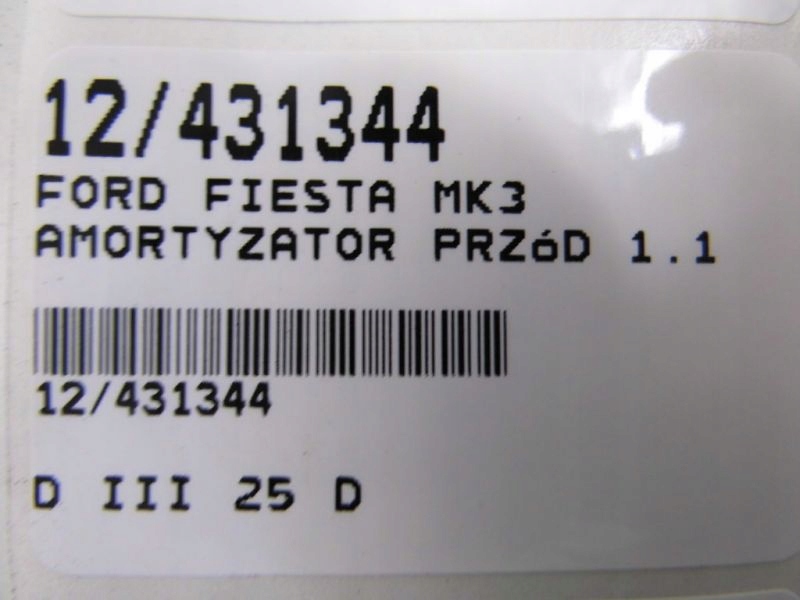 12/431344
FORD FIESTA MK3
AMORTYZATOR PRZóD 1.1
12/431344
D III 25 D